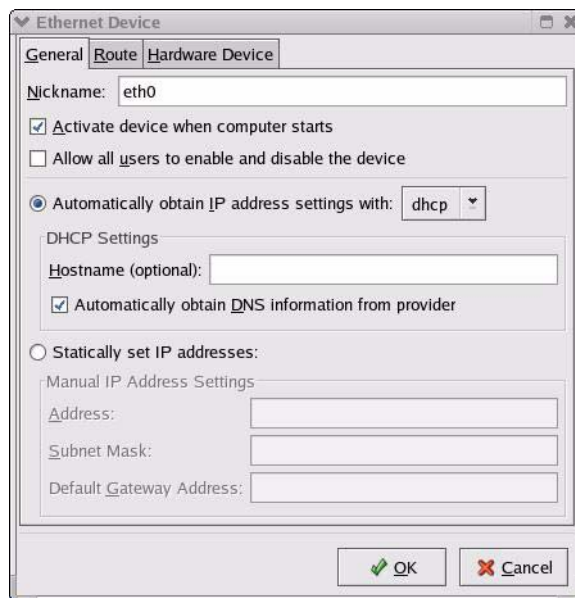 Ethernet Device
General Route Hardware Device
Nickname: eth0
Activate device when computer starts
Allow all users to enable and disable the device
Automatically obtain IP address settings with: dhcp
DHCP Settings
Hostname (optional):
Automatically obtain DNS information from provider
Statically set IP addresses:
Manual IP Address Settings
Address:
Subnet Mask:
Default Gateway Address:
OK Cancel